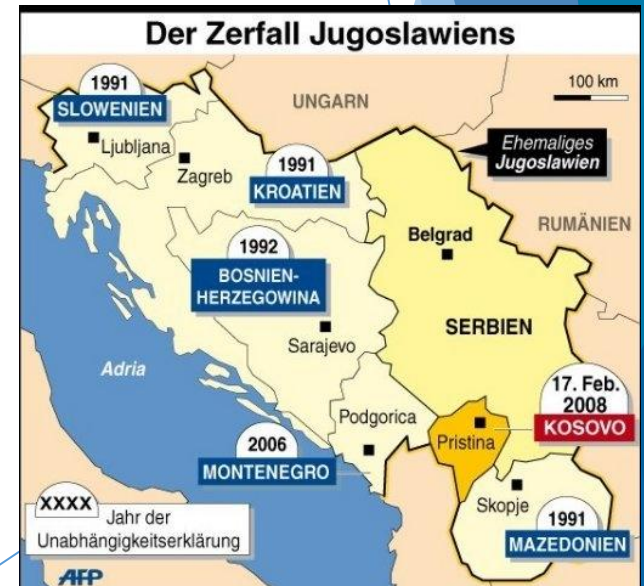 Der Zerfall Jugoslawiens
1991
SLOWENIEN
UNGARN
100 km
Ljubljana
Zagreb
1991
KROATIEN
Ehemaliges
Jugoslawien
RUMÄNIEN
Belgrad
1992
BOSNIEN-
HERZEGOWINA
SERBIEN
Sarajevo
Adria
17. Feb.
2008
KOSOVO
Podgorica
Pristina
2006
MONTENEGRO
Skopje
1991
MAZEDONIEN
XXXX
Jahr der
Unabhängigkeitserklärung
AFP